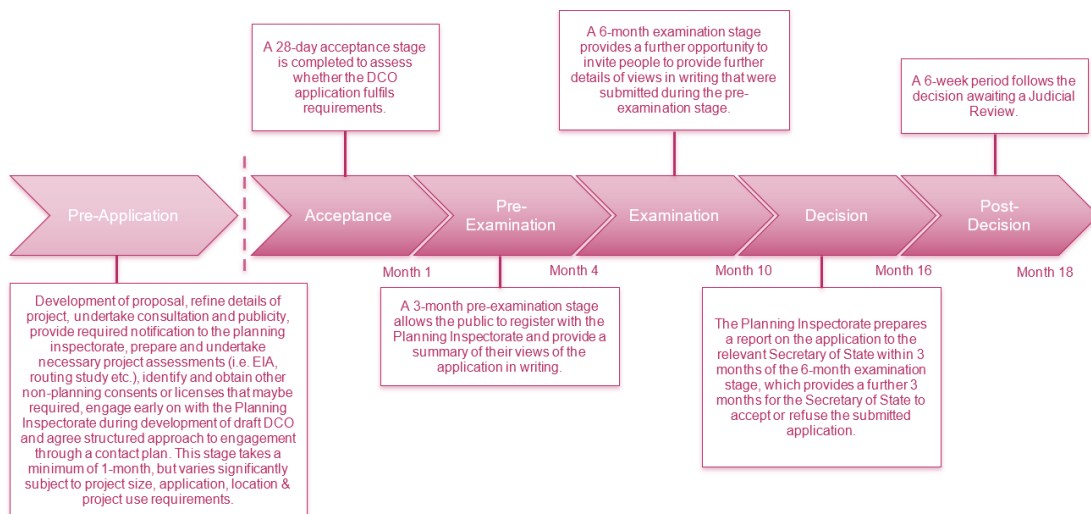 A 28-day acceptance stage
is completed to assess
whether the DCO
application fulfils
requirements.
A 6-month examination stage
provides a further opportunity to
invite people to provide further
details of views in writing that were
submitted during the pre-
examination stage.
A 6-week period follows the
decision awaiting a Judicial
Review.
Pre-Application
Acceptance
Pre-
Examination
Examination
Decision
Post-
Decision
Month 1
Month 4
Month 10
Month 16
Month 18
Development of proposal, refine details of
project, undertake consultation and publicity,
provide required notification to the planning
inspectorate, prepare and undertake
necessary project assessments (i.e. EIA,
routing study etc.), identify and obtain other
non-planning consents or licenses that maybe
required, engage early on with the Planning
Inspectorate during development of draft DCO
and agree structured approach to engagement
through a contact plan. This stage takes a
minimum of 1-month, but varies significantly
subject to project size, application, location &
project use requirements.
A 3-month pre-examination stage
allows the public to register with the
Planning Inspectorate and provide a
summary of their views of the
application in writing.
The Planning Inspectorate prepares
a report on the application to the
relevant Secretary of State within 3
months of the 6-month examination
stage, which provides a further 3
months for the Secretary of State to
accept or refuse the submitted
application.